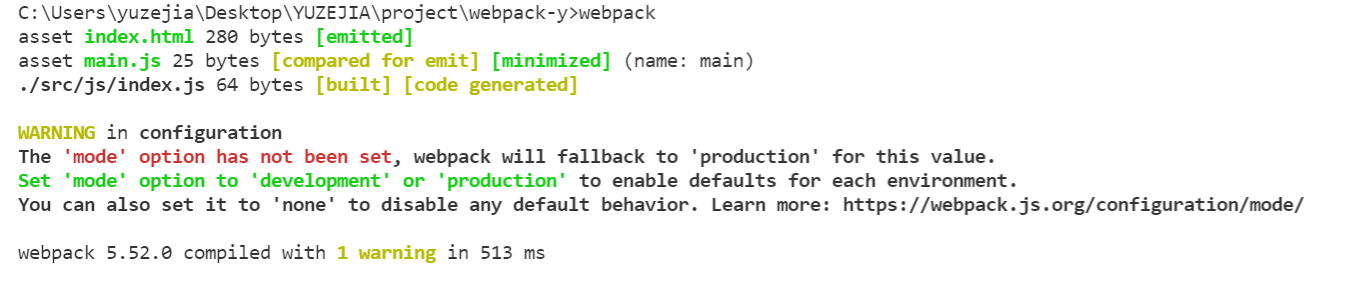 C:\Users\yuzejia\Desktop\YUZEJIA\project\webpack-y>webpack
asset index.html 280 bytes [emitted]
asset main.js 25 bytes [compared for emit] [minimized] (name: main)
./src/js/index.js 64 bytes [built] [code generated]
WARNING in configuration
The 'mode' option has not been set, webpack will fallback to 'production' for this value.
Set 'mode' option to 'development' or 'production' to enable defaults for each environment.
You can also set it to 'none' to disable any default behavior. Learn more: https://webpack.js.org/configuration/mode/
webpack 5.52.0 compiled with 1 warning in 513 ms